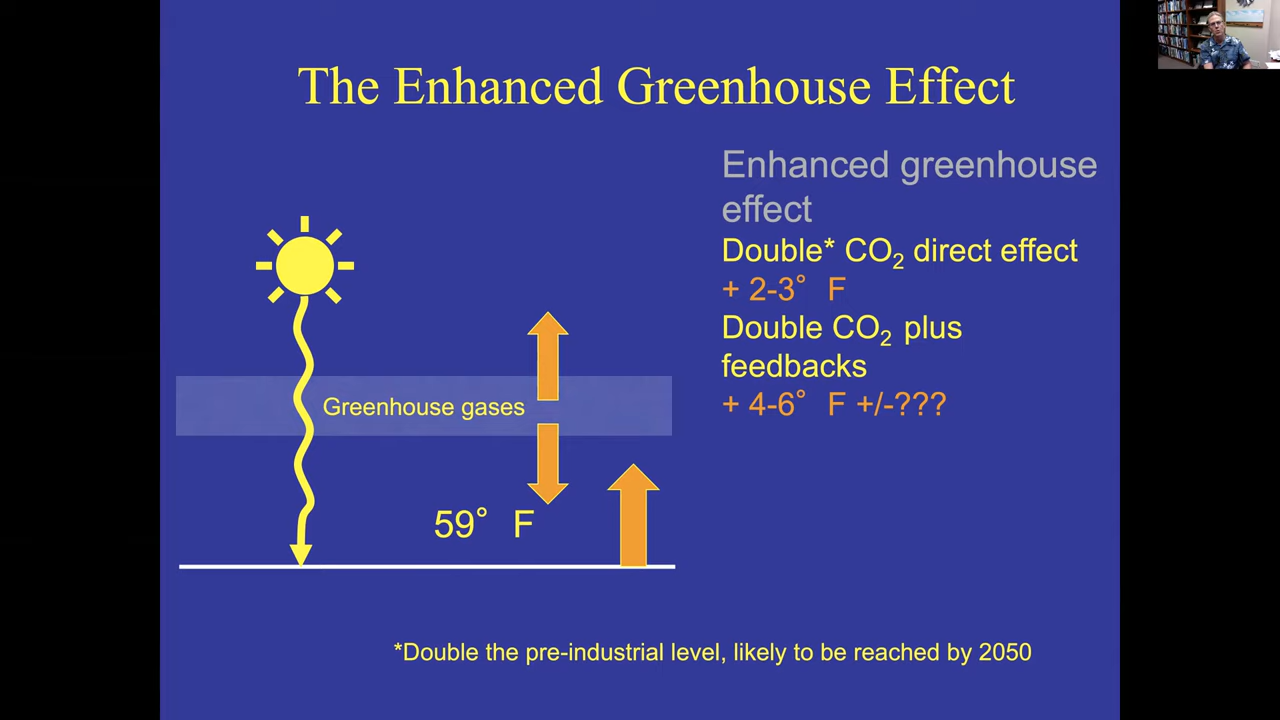 The Enhanced Greenhouse Effect
Enhanced greenhouse
effect
Double* CO₂ direct effect
+ 2-3° F
Double CO₂ plus
feedbacks
+ 4-6° F +/-???
Greenhouse gases
59° F
*Double the pre-industrial level, likely to be reached by 2050